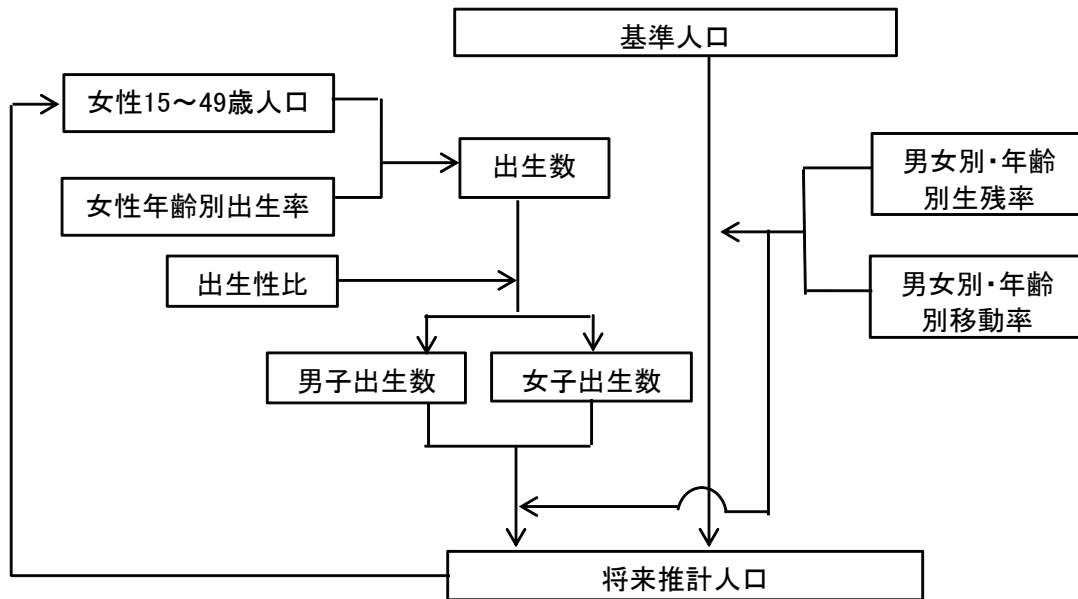 基準人口
女性15～49歳人口
出生数
男女別・年齢
別生残率
女性年齢別出生率
出生性比
男女別・年齢
別移動率
男子出生数
女子出生数
将来推計人口